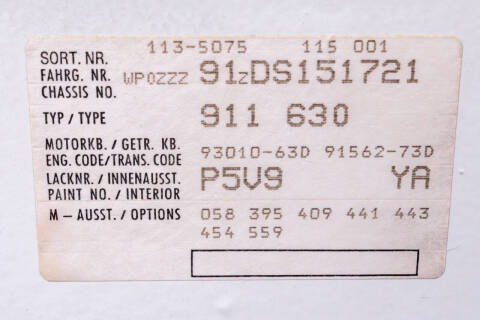 SORT. NR. 113-5075 115 001
FAHRG. NR. WP0ZZZ 91ZDS151721
CHASSIS NO.
TYP / TYPE 911 630
MOTORKB. / GETR. KB.
ENG. CODE/TRANS. CODE 93010-63D 91562-73D
LACKNR. / INNENAUSST. P5V9 YA
PAINT NO. / INTERIOR
M – AUSST. / OPTIONS 058 395 409 441 443
454 559